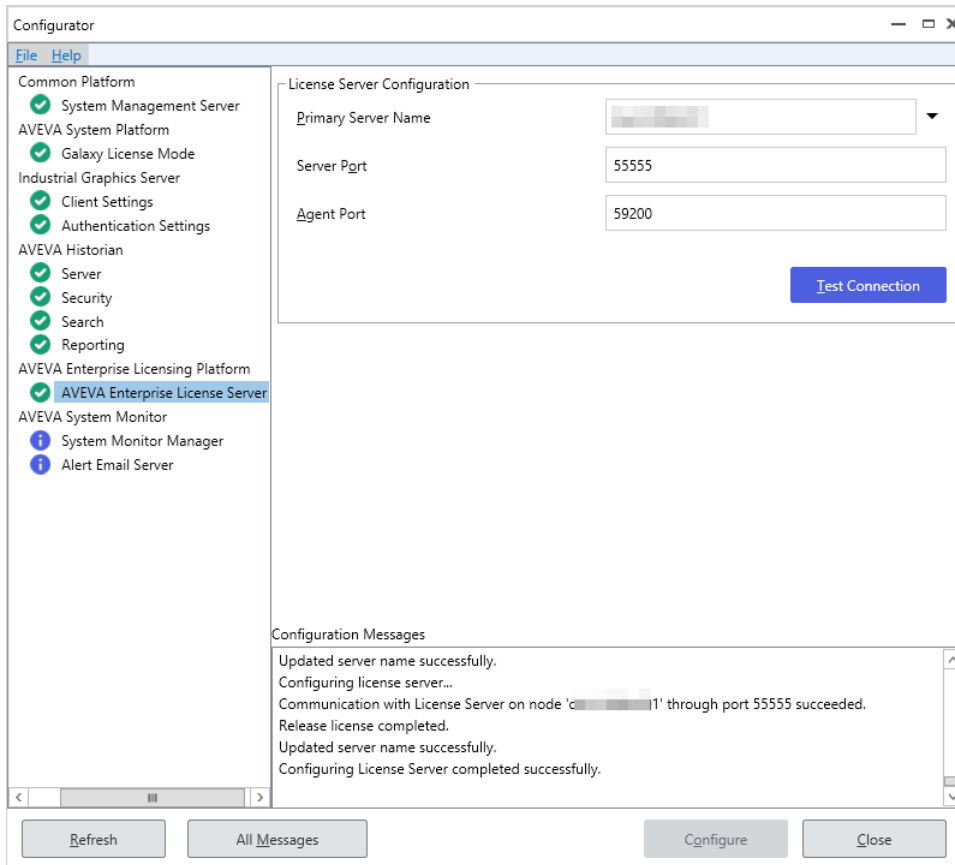 Configurator
File Help
Common Platform
System Management Server
AVEVA System Platform
Galaxy License Mode
Industrial Graphics Server
Client Settings
Authentication Settings
AVEVA Historian
Server
Security
Search
Reporting
AVEVA Enterprise Licensing Platform
AVEVA Enterprise License Server
AVEVA System Monitor
System Monitor Manager
Alert Email Server
License Server Configuration
Primary Server Name
Server Port 55555
Agent Port 59200
Test Connection
Configuration Messages
Updated server name successfully.
Configuring license server...
Communication with License Server on node ' 1' through port 55555 succeeded.
Release license completed.
Updated server name successfully.
Configuring License Server completed successfully.
Refresh All Messages Configure Close